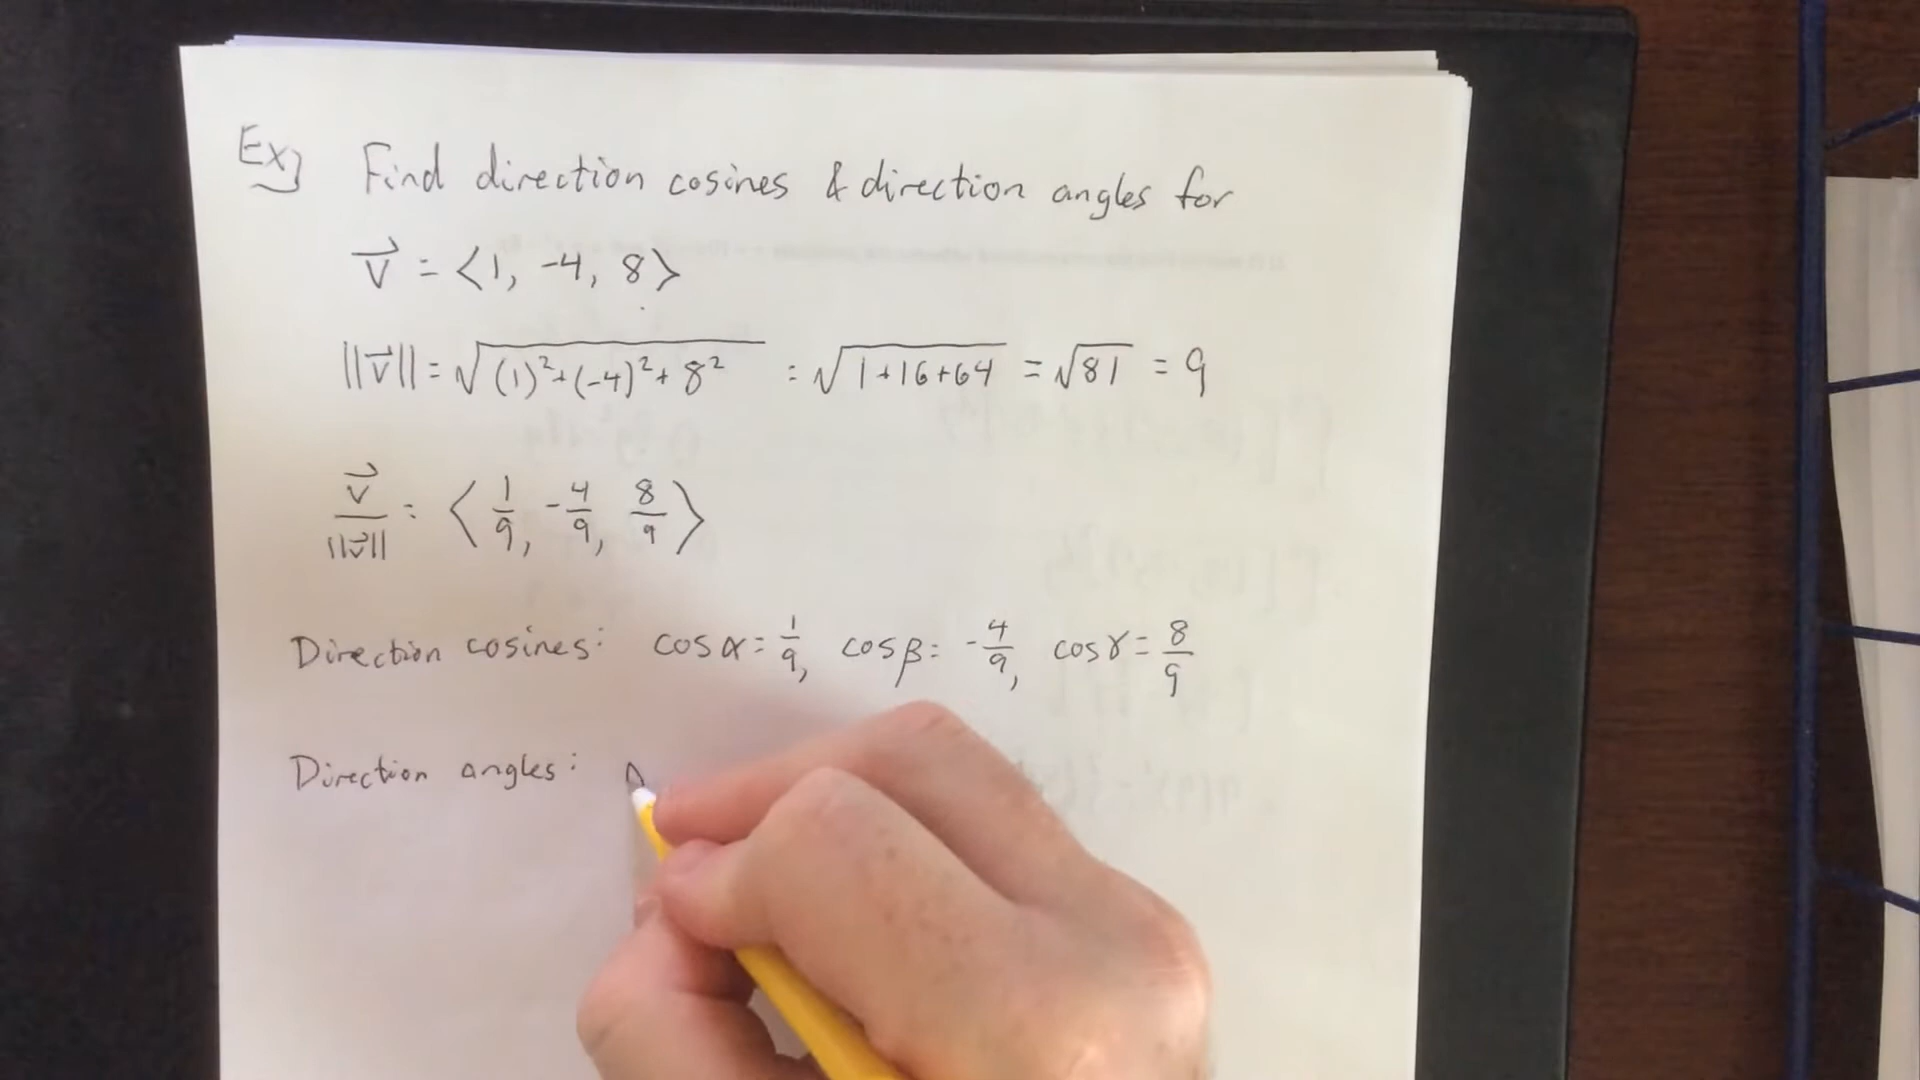 Ex) Find direction cosines & direction angles for
v⃗ = ⟨1, -4, 8⟩
||v⃗|| = √((1)² + (-4)² + 8²) = √(1+16+64) = √81 = 9
v⃗/||v⃗|| = ⟨1/9, -4/9, 8/9⟩
Direction cosines: cos α = 1/9, cos β = -4/9, cos γ = 8/9
Direction angles: